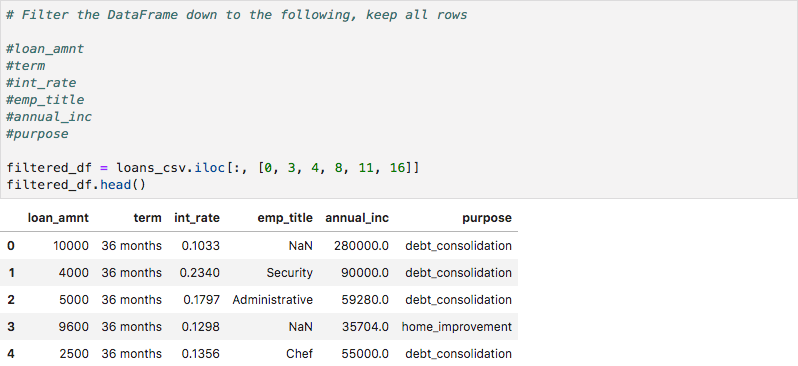 # Filter the DataFrame down to the following, keep all rows
#loan_amnt
#term
#int_rate
#emp_title
#annual_inc
#purpose
filtered_df = loans_csv.iloc[:, [0, 3, 4, 8, 11, 16]]
filtered_df.head()
loan_amnt term int_rate emp_title annual_inc purpose
0 10000 36 months 0.1033 NaN 280000.0 debt_consolidation
1 4000 36 months 0.2340 Security 90000.0 debt_consolidation
2 5000 36 months 0.1797 Administrative 59280.0 debt_consolidation
3 9600 36 months 0.1298 NaN 35704.0 home_improvement
4 2500 36 months 0.1356 Chef 55000.0 debt_consolidation